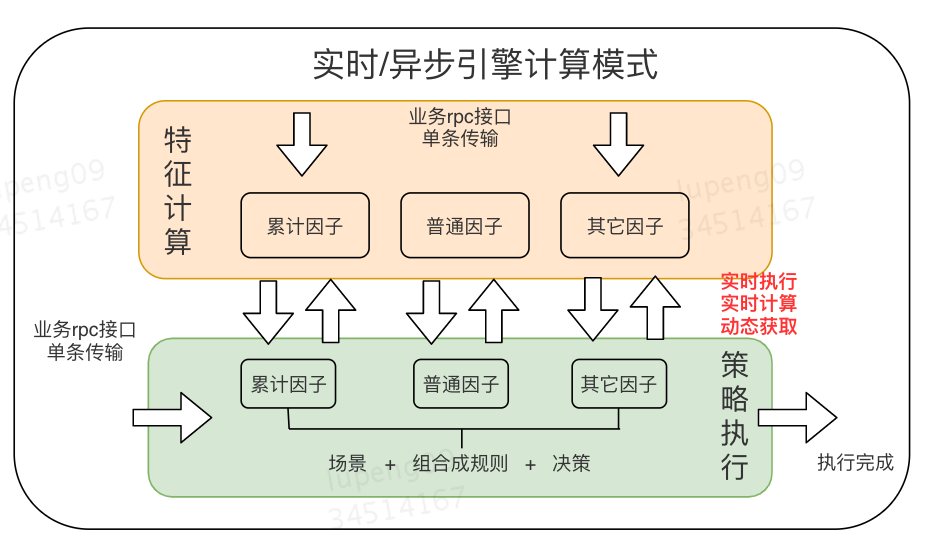 实时/异步引擎计算模式
业务rpc接口
单条传输
特征计算
累计因子
普通因子
其它因子
lupeng09
34514167
lupeng09
34514167
实时执行
实时计算
动态获取
业务rpc接口
单条传输
累计因子
普通因子
其它因子
策略执行
场景 + 组合成规则 + 决策
执行完成
lupeng09
34514167